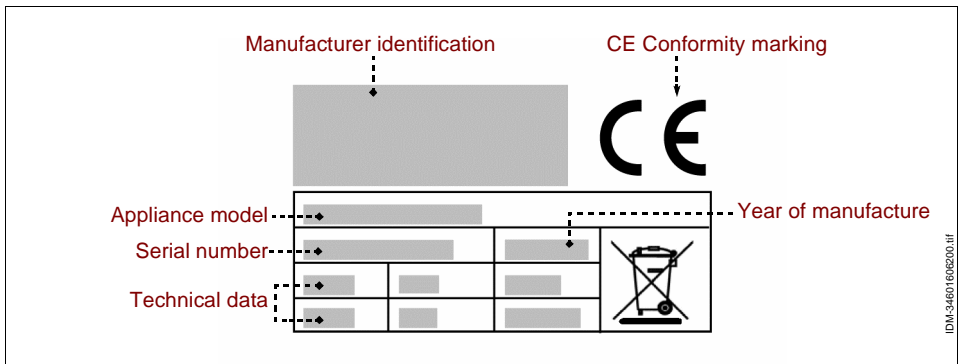 Manufacturer identification
CE Conformity marking
CE
Appliance model
Year of manufacture
Serial number
Technical data
IDM-34601606200.tif